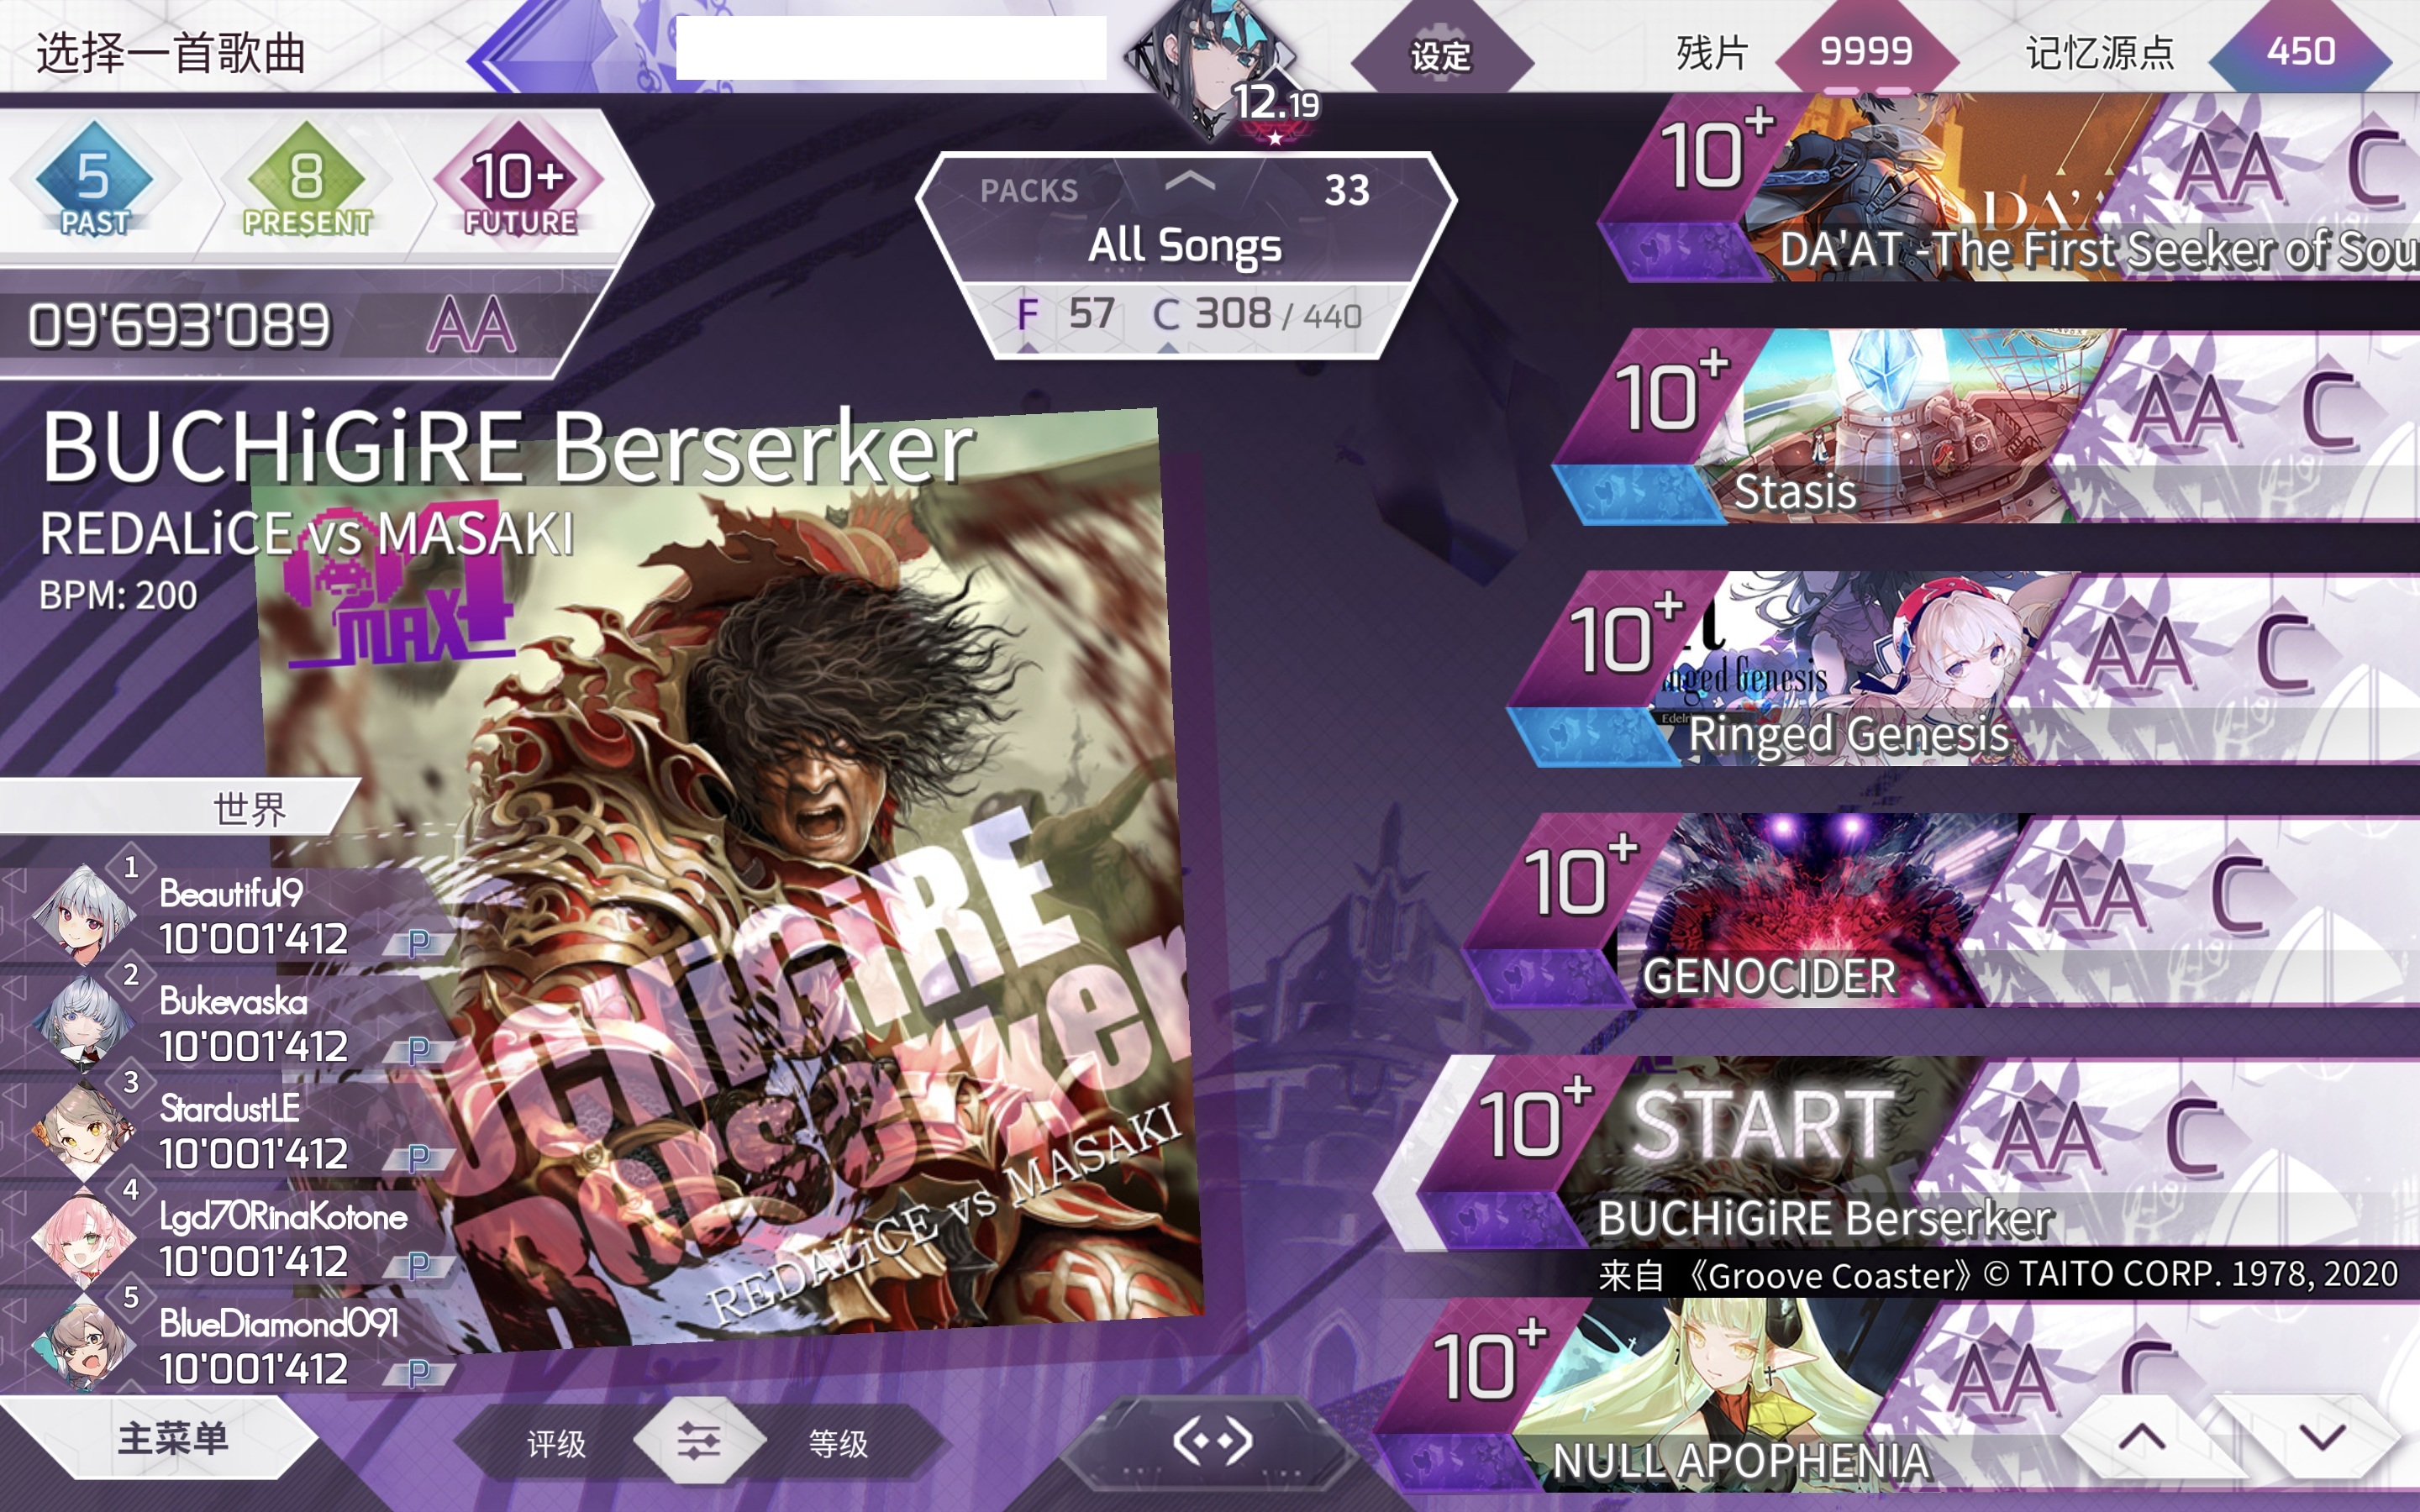 选择一首歌曲
12.19
设定
残片 9999
记忆源点 450
5 PAST
8 PRESENT
10+ FUTURE
09'693'089 AA
PACKS 33
All Songs
F 57 C 308 / 440
BUCHiGiRE Berserker
REDALiCE vs MASAKI
BPM: 200
MAX
BUCHiGiRE
Berserker
REDALiCE vs MASAKI
世界
1 Beautiful9
10'001'412 P
2 Bukevaska
10'001'412 P
3 StardustLE
10'001'412 P
4 Lgd70RinaKotone
10'001'412 P
5 BlueDiamond091
10'001'412 P
10+ AA C
DA'AT -The First Seeker of Sou
10+ AA C
Stasis
10+ AA C
Ringed Genesis
10+ AA C
GENOCIDER
10+ START AA C
BUCHiGiRE Berserker
来自 《Groove Coaster》 © TAITO CORP. 1978, 2020
10+ AA C
NULL APOPHENIA
主菜单
评级
等级